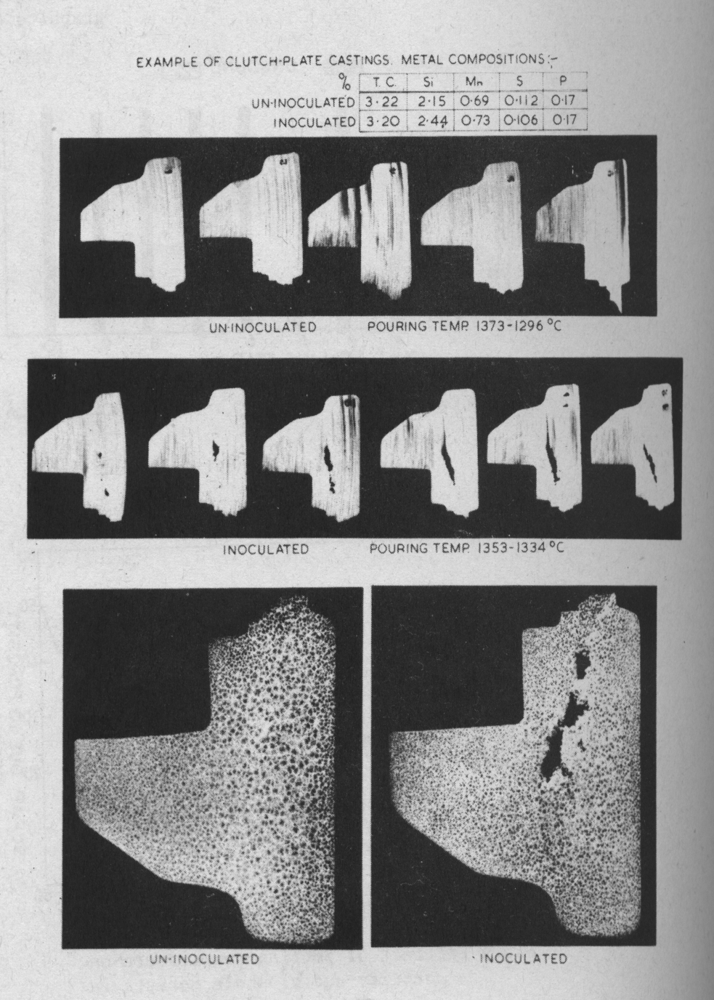 EXAMPLE OF CLUTCH-PLATE CASTINGS. METAL COMPOSITIONS:-
% T.C. Si Mn S P
UN-INOCULATED 3·22 2·15 0·69 0·112 0·17
INOCULATED 3·20 2·44 0·73 0·106 0·17
UN-INOCULATED POURING TEMP. 1373-1296 °C
INOCULATED POURING TEMP. 1353-1334 °C
UN-INOCULATED INOCULATED